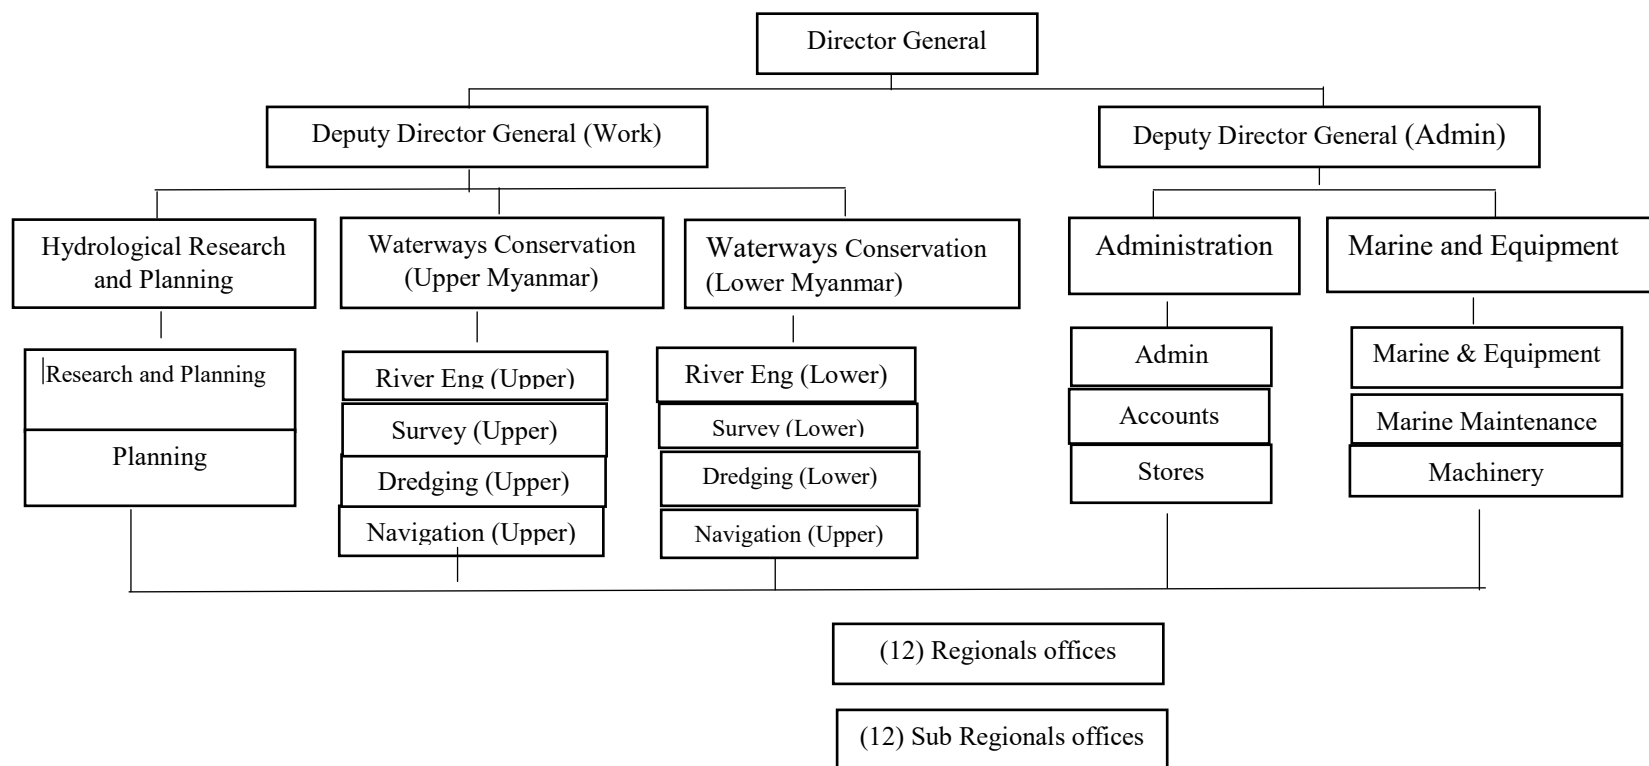 Director General
Deputy Director General (Work)
Deputy Director General (Admin)
Hydrological Research
and Planning
Waterways Conservation
(Upper Myanmar)
Waterways Conservation
(Lower Myanmar)
Administration
Marine and Equipment
Research and Planning
Planning
River Eng (Upper)
Survey (Upper)
Dredging (Upper)
Navigation (Upper)
River Eng (Lower)
Survey (Lower)
Dredging (Lower)
Navigation (Upper)
Admin
Accounts
Stores
Marine & Equipment
Marine Maintenance
Machinery
(12) Regionals offices
(12) Sub Regionals offices